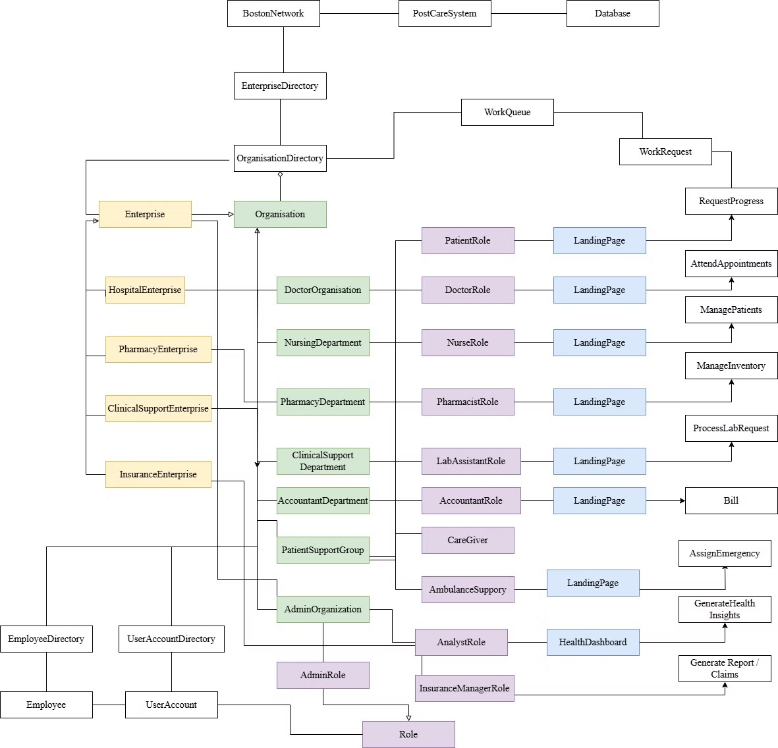 BostonNetwork
PostCareSystem
Database
EnterpriseDirectory
WorkQueue
OrganisationDirectory
WorkRequest
RequestProgress
Enterprise
Organisation
PatientRole
LandingPage
AttendAppointments
HospitalEnterprise
DoctorOrganisation
DoctorRole
LandingPage
ManagePatients
PharmacyEnterprise
NursingDepartment
NurseRole
LandingPage
ManageInventory
ClinicalSupportEnterprise
PharmacyDepartment
PharmacistRole
LandingPage
ProcessLabRequest
InsuranceEnterprise
ClinicalSupport
Department
LabAssistantRole
LandingPage
AccountantDepartment
AccountantRole
LandingPage
Bill
PatientSupportGroup
CareGiver
AssignEmergency
AmbulanceSuppory
LandingPage
AdminOrganization
GenerateHealth
Insights
EmployeeDirectory
UserAccountDirectory
AnalystRole
HealthDashboard
AdminRole
InsuranceManagerRole
Generate Report /
Claims
Employee
UserAccount
Role